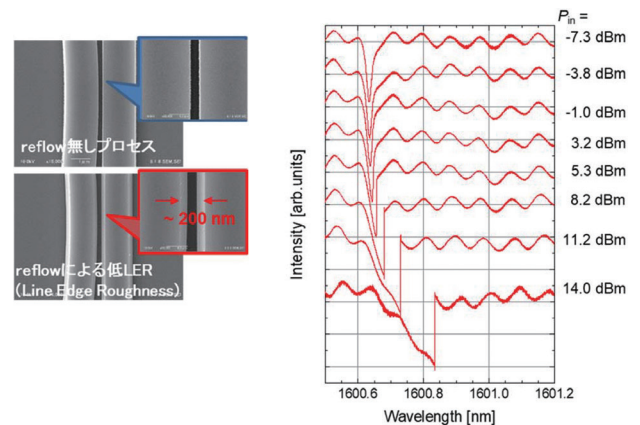 reflow無しプロセス
~ 200 nm
reflowによる低LER
(Line Edge Roughness)
P_in =
-7.3 dBm
-3.8 dBm
-1.0 dBm
3.2 dBm
5.3 dBm
8.2 dBm
11.2 dBm
14.0 dBm
Intensity [arb.units]
1600.6 1600.8 1601.0 1601.2
Wavelength [nm]